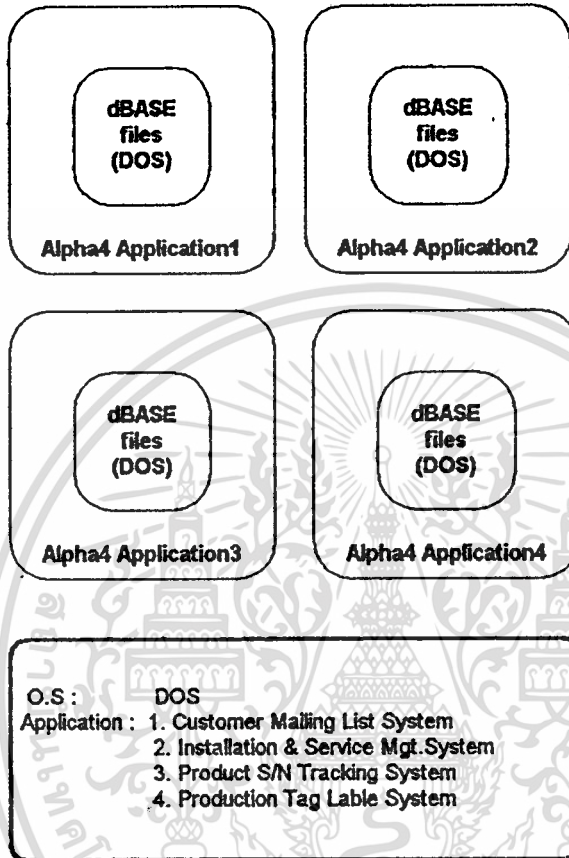 dBASE
files
(DOS)
Alpha4 Application1
dBASE
files
(DOS)
Alpha4 Application2
dBASE
files
(DOS)
Alpha4 Application3
dBASE
files
(DOS)
Alpha4 Application4
O.S : DOS
Application : 1. Customer Mailing List System
2. Installation & Service Mgt.System
3. Product S/N Tracking System
4. Production Tag Lable System